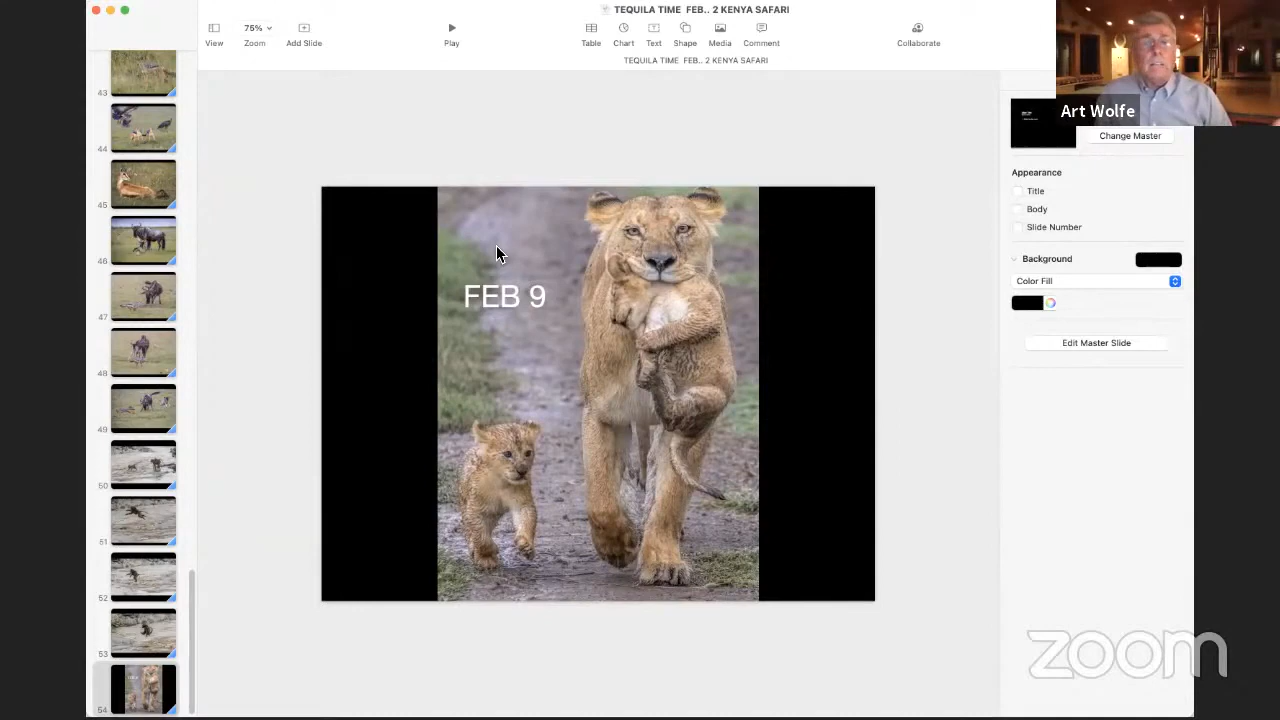 TEQUILA TIME FEB.. 2 KENYA SAFARI
75%
View
Zoom
Add Slide
Play
Table
Chart
Text
Shape
Media
Comment
Collaborate
TEQUILA TIME FEB.. 2 KENYA SAFARI
Art Wolfe
Change Master
Appearance
Title
Body
Slide Number
Background
Color Fill
Edit Master Slide
FEB 9
43
44
45
46
47
48
49
50
51
52
53
54
zoom